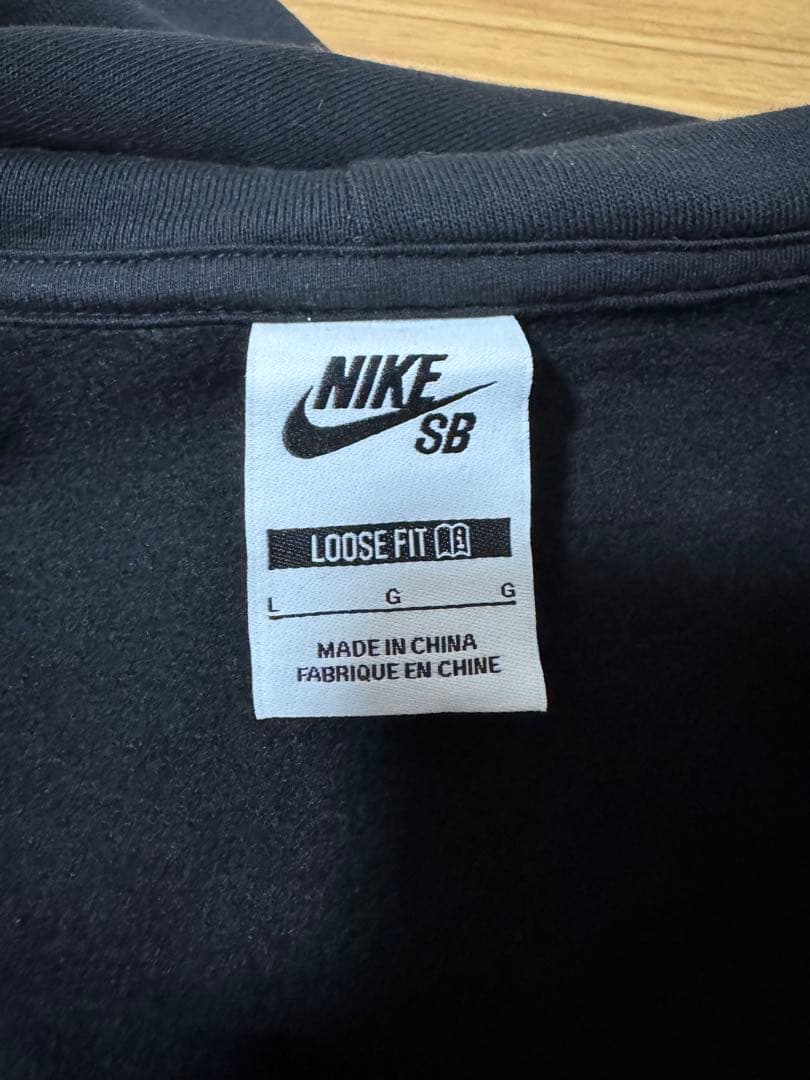 NIKE
SB
LOOSE FIT
L G G
MADE IN CHINA
FABRIQUE EN CHINE